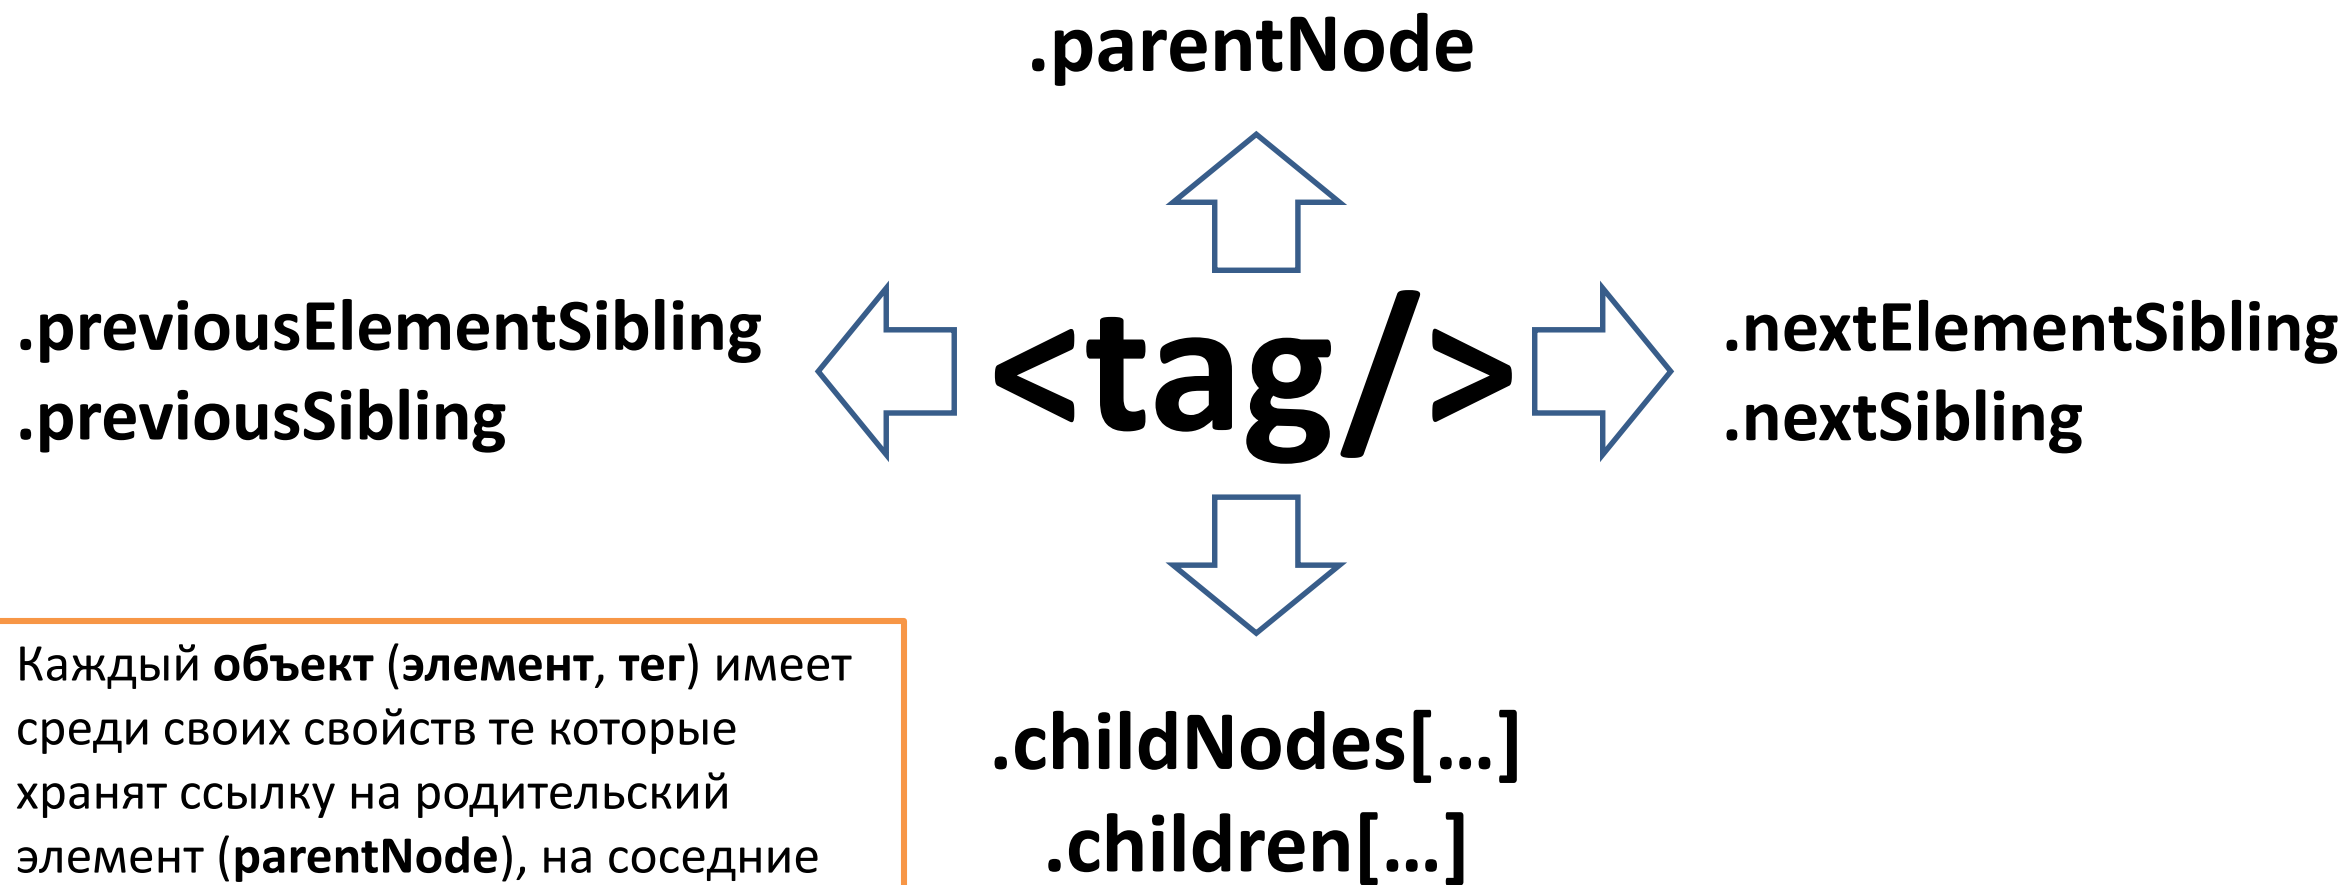 .parentNode
.previousElementSibling
.previousSibling
<tag/>
.nextElementSibling
.nextSibling
.childNodes[…]
.children[…]
Каждый объект (элемент, тег) имеет
среди своих свойств те которые
хранят ссылку на родительский
элемент (parentNode), на соседние